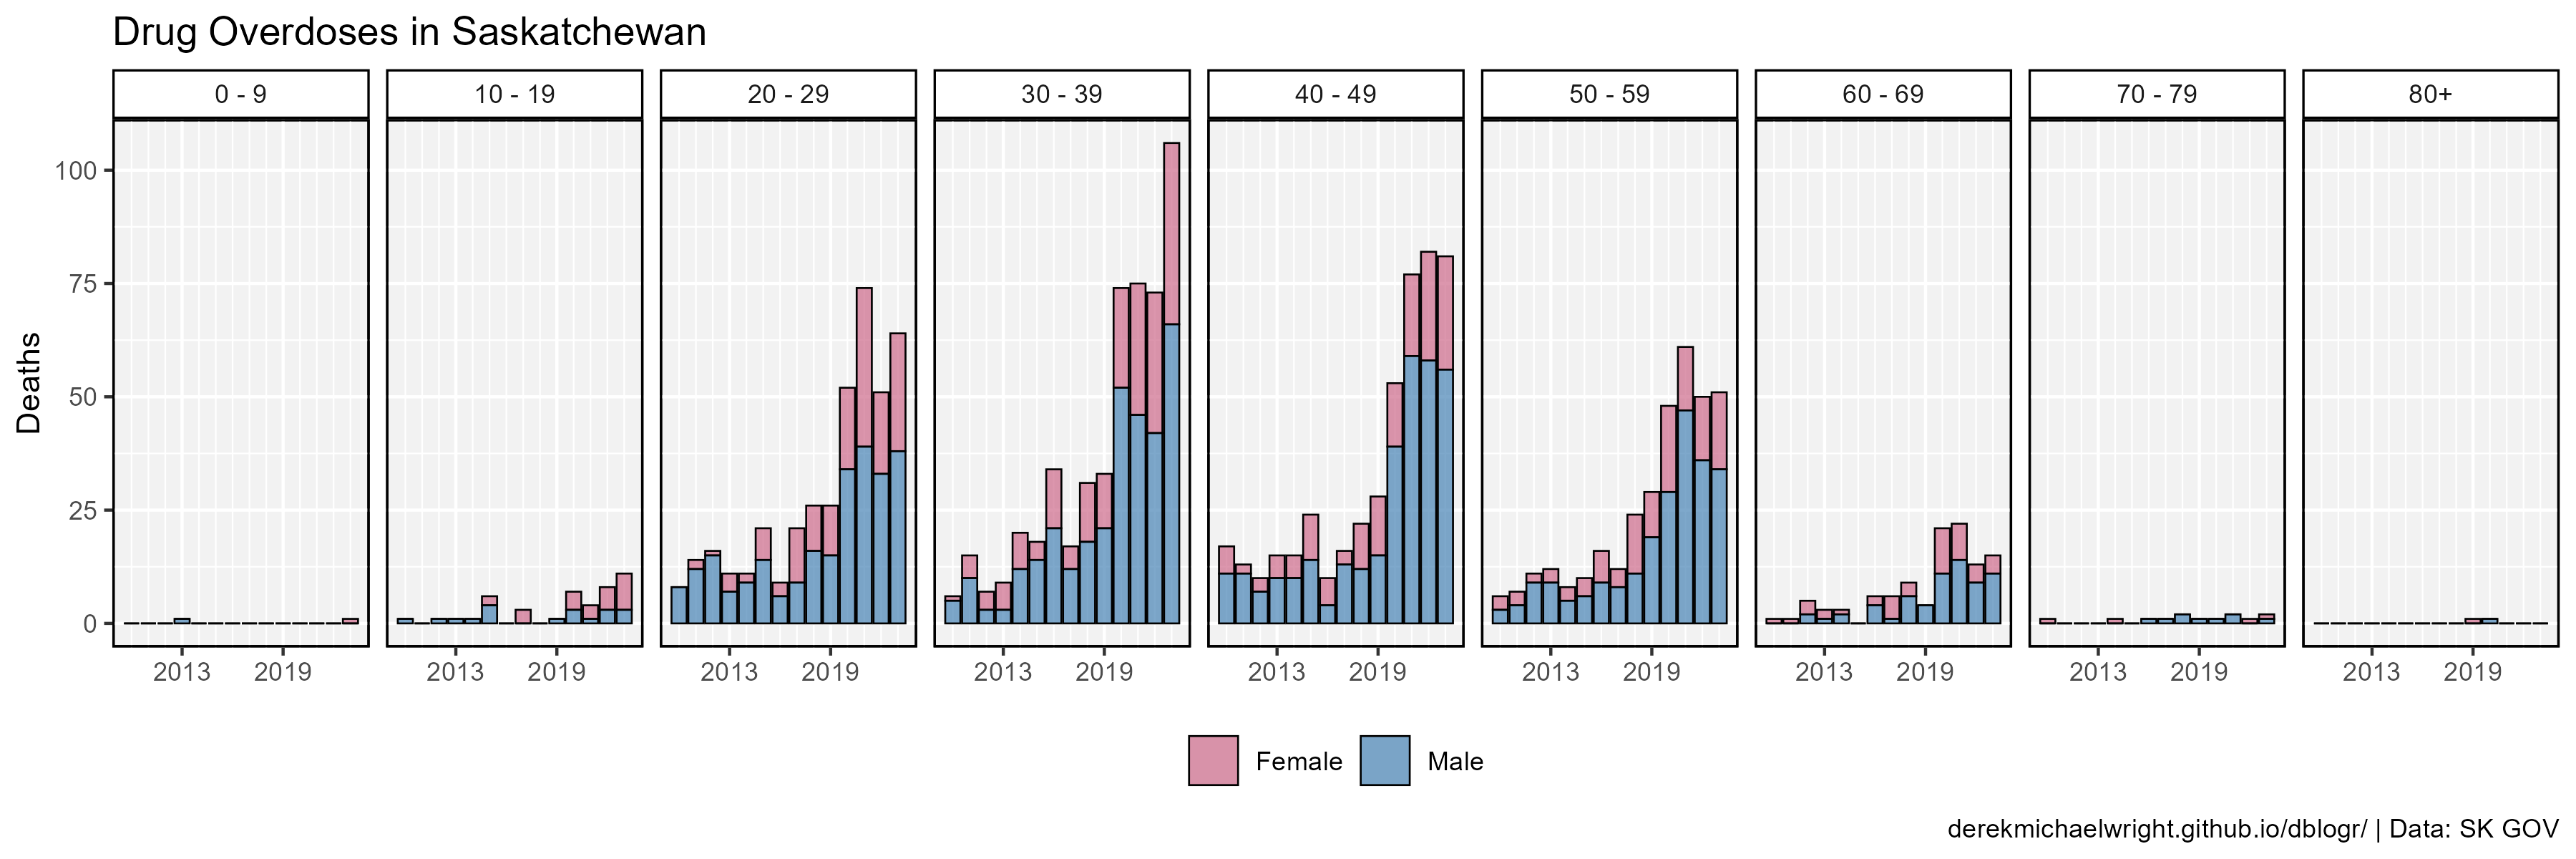 Drug Overdoses in Saskatchewan
0 - 9 10 - 19 20 - 29 30 - 39 40 - 49 50 - 59 60 - 69 70 - 79 80+
100
75
50
25
0
Deaths
2013 2019 2013 2019 2013 2019 2013 2019 2013 2019 2013 2019 2013 2019 2013 2019 2013 2019
Female Male
derekmichaelwright.github.io/dblogr/ | Data: SK GOV